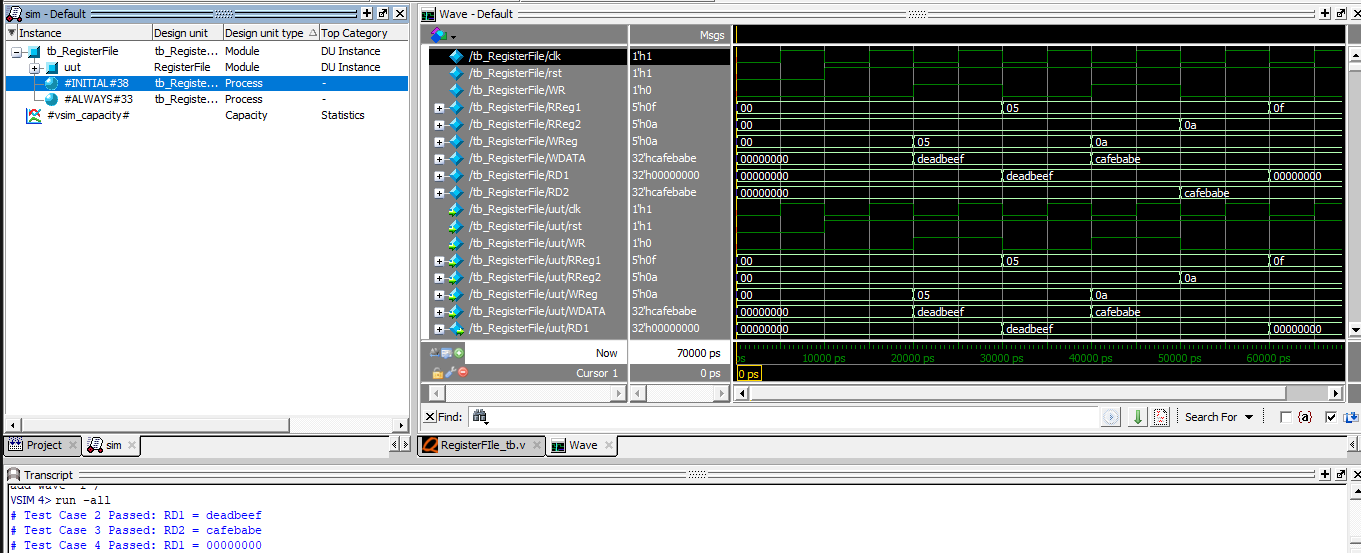 sim - Default
Instance Design unit Design unit type Top Category
tb_RegisterFile tb_Registe... Module DU Instance
uut RegisterFile Module DU Instance
#INITIAL#38 tb_Registe... Process -
#ALWAYS#33 tb_Registe... Process -
#vsim_capacity# Capacity Statistics
Project sim
Wave - Default
Msgs
/tb_RegisterFile/clk 1'h1
/tb_RegisterFile/rst 1'h1
/tb_RegisterFile/WR 1'h0
/tb_RegisterFile/RReg1 5'h0f 00 05 0f
/tb_RegisterFile/RReg2 5'h0a 00 0a
/tb_RegisterFile/WReg 5'h0a 00 05 0a
/tb_RegisterFile/WDATA 32'hcafebabe 00000000 deadbeef cafebabe
/tb_RegisterFile/RD1 32'h00000000 00000000 deadbeef 00000000
/tb_RegisterFile/RD2 32'hcafebabe 00000000 cafebabe
/tb_RegisterFile/uut/clk 1'h1
/tb_RegisterFile/uut/rst 1'h1
/tb_RegisterFile/uut/WR 1'h0
/tb_RegisterFile/uut/RReg1 5'h0f 00 05 0f
/tb_RegisterFile/uut/RReg2 5'h0a 00 0a
/tb_RegisterFile/uut/WReg 5'h0a 00 05 0a
/tb_RegisterFile/uut/WDATA 32'hcafebabe 00000000 deadbeef cafebabe
/tb_RegisterFile/uut/RD1 32'h00000000 00000000 deadbeef 00000000
Now 70000 ps ps 10000 ps 20000 ps 30000 ps 40000 ps 50000 ps 60000 ps
Cursor 1 0 ps 0 ps
Find: Search For {a}
RegisterFIle_tb.v Wave
Transcript
VSIM 4> run -all
# Test Case 2 Passed: RD1 = deadbeef
# Test Case 3 Passed: RD2 = cafebabe
# Test Case 4 Passed: RD1 = 00000000